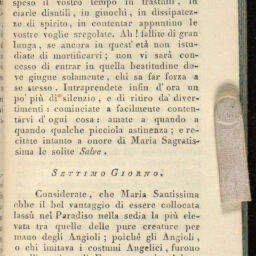 speso il vostro tempo in trastulli, in
ciarle disutili, in giuochi, in dissipatez-
ze di spirito, in contentar appuntino le
vostre voglie sregolate. Ah! fallite di gran
lunga, se ancora in quest'età non istu-
diate di mortificarvi; non vi sarà con-
cesso di entrar in quella beatitudine do-
ve giugne solamente, chi sa far forza a
se stesso. Intraprendete infin d'ora un
po' più di silenzio, e di ritiro da' diver-
timenti; cominciate a facilmente conten-
tarvi d'ogni cosa: amate a quando a
quando qualche picciola astinenza; e re-
citate intanto a onore di Maria Sagratis-
sima le solite Salve.
SETTIMO GIORNO.
Considerate, che Maria Santissima
ebbe il bel vantaggio di essere collocata
lassù nel Paradiso nella sedia la più ele-
vata tra quelle delle pure creature per
mano degli Angioli; poichè gli Angioli,
o chi imitava i costumi Angelici, furono